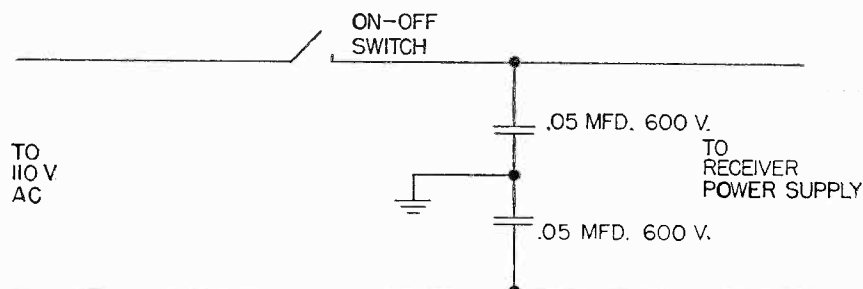 ON-OFF
SWITCH
.05 MFD. 600 V.
TO
110 V.
AC
TO
RECEIVER
POWER SUPPLY
.05 MFD. 600 V.